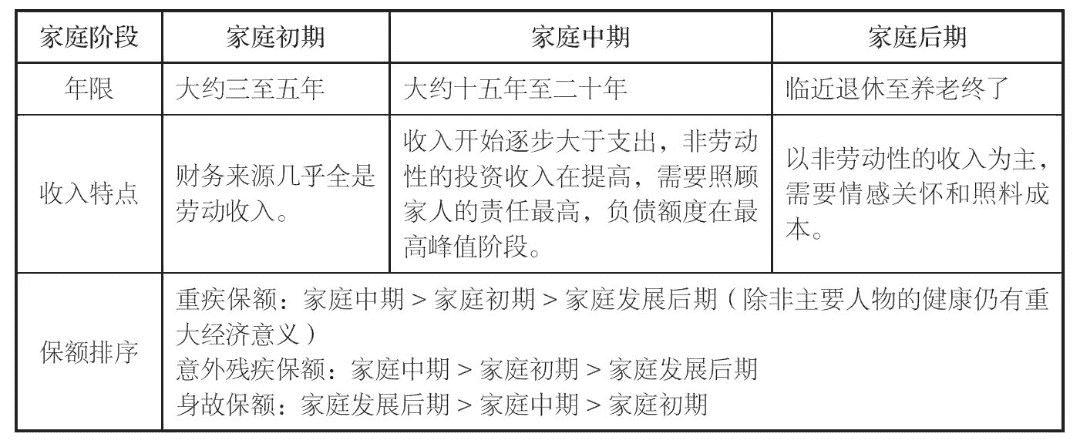 家庭阶段 家庭初期 家庭中期 家庭后期
年限 大约三至五年 大约十五年至二十年 临近退休至养老终了
收入特点
财务来源几乎全是
劳动收入。
收入开始逐步大于支出，非劳动
性的投资收入在提高，需要照顾
家人的责任最高，负债额度在最
高峰值阶段。
以非劳动性的收入为主，
需要情感关怀和照料成
本。
保额排序
重疾保额：家庭中期 > 家庭初期 > 家庭发展后期（除非主要人物的健康仍有重
大经济意义）
意外残疾保额：家庭中期 > 家庭初期 > 家庭发展后期
身故保额：家庭发展后期 > 家庭中期 > 家庭初期